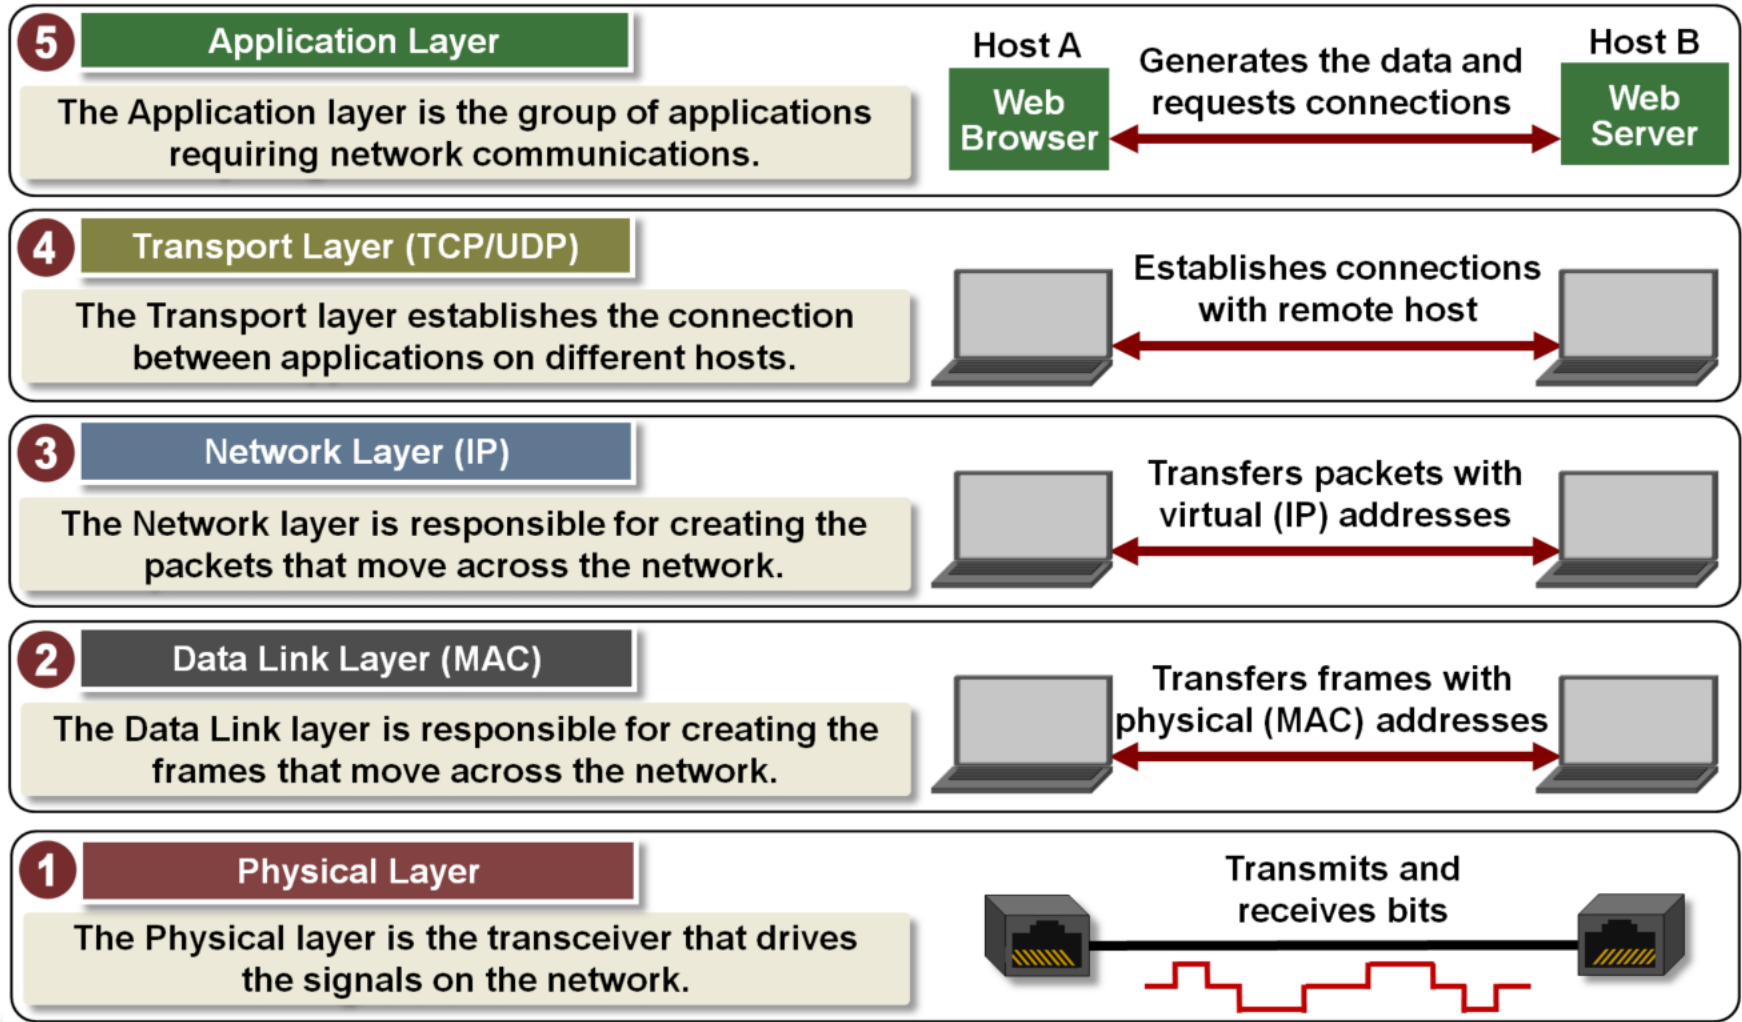 5
Application Layer
The Application layer is the group of applications
requiring network communications.
Host A
Web
Browser
Generates the data and
requests connections
Host B
Web
Server
4
Transport Layer (TCP/UDP)
The Transport layer establishes the connection
between applications on different hosts.
Establishes connections
with remote host
3
Network Layer (IP)
The Network layer is responsible for creating the
packets that move across the network.
Transfers packets with
virtual (IP) addresses
2
Data Link Layer (MAC)
The Data Link layer is responsible for creating the
frames that move across the network.
Transfers frames with
physical (MAC) addresses
1
Physical Layer
The Physical layer is the transceiver that drives
the signals on the network.
Transmits and
receives bits